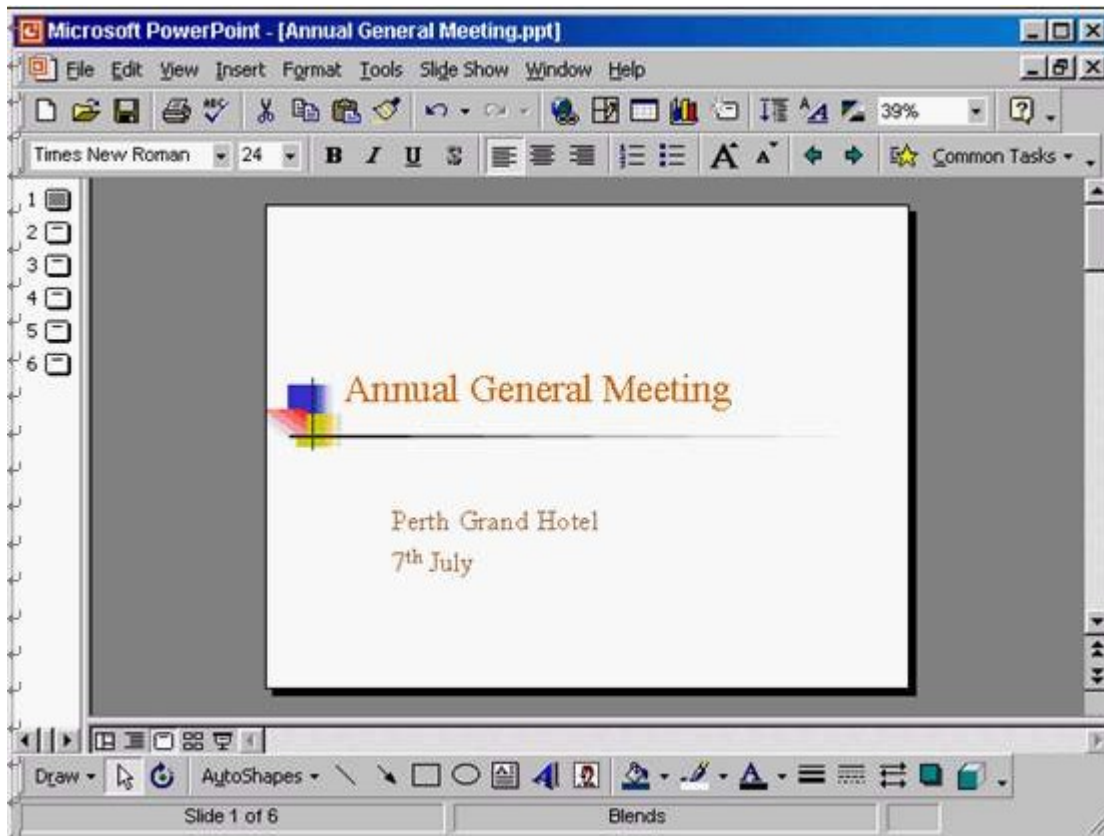 Microsoft PowerPoint - [Annual General Meeting.ppt]
File Edit View Insert Format Tools Slide Show Window Help
ABC A A 39% ?
Times New Roman 24 B I U S A A Common Tasks
1
2
3
4
5
6
Annual General Meeting
Perth Grand Hotel
7th July
Draw AutoShapes A A A
Slide 1 of 6 Blends